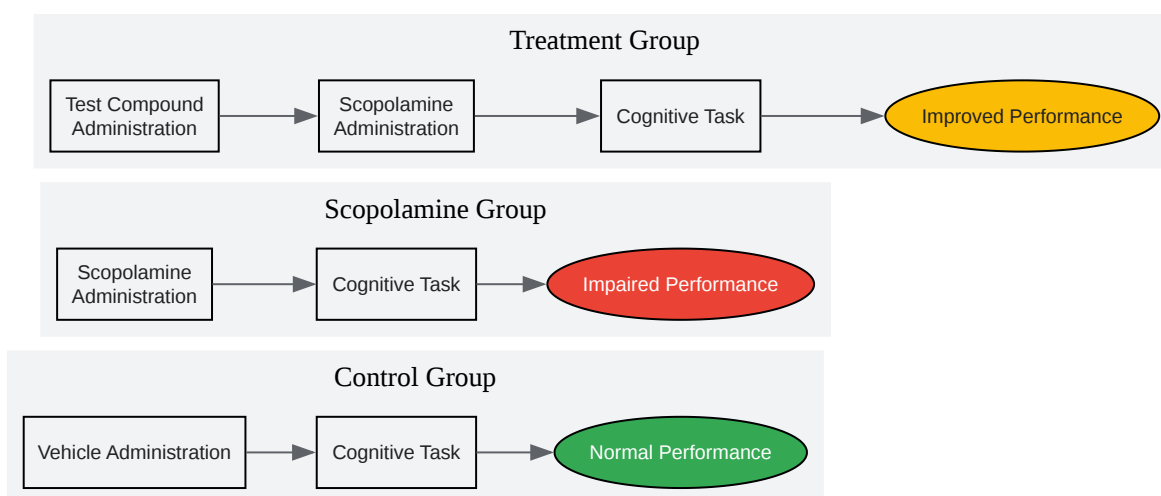 Treatment Group
Test Compound
Administration
Scopolamine
Administration
Cognitive Task
Improved Performance
Scopolamine Group
Scopolamine
Administration
Cognitive Task
Impaired Performance
Control Group
Vehicle Administration
Cognitive Task
Normal Performance